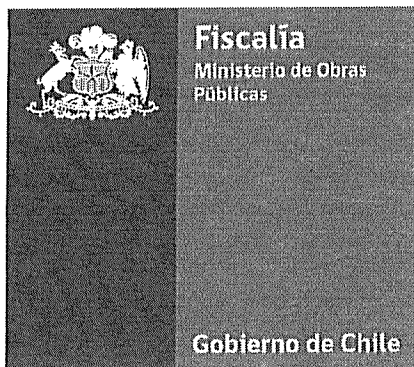 Fiscalía
Ministerio de Obras
Públicas
Gobierno de Chile